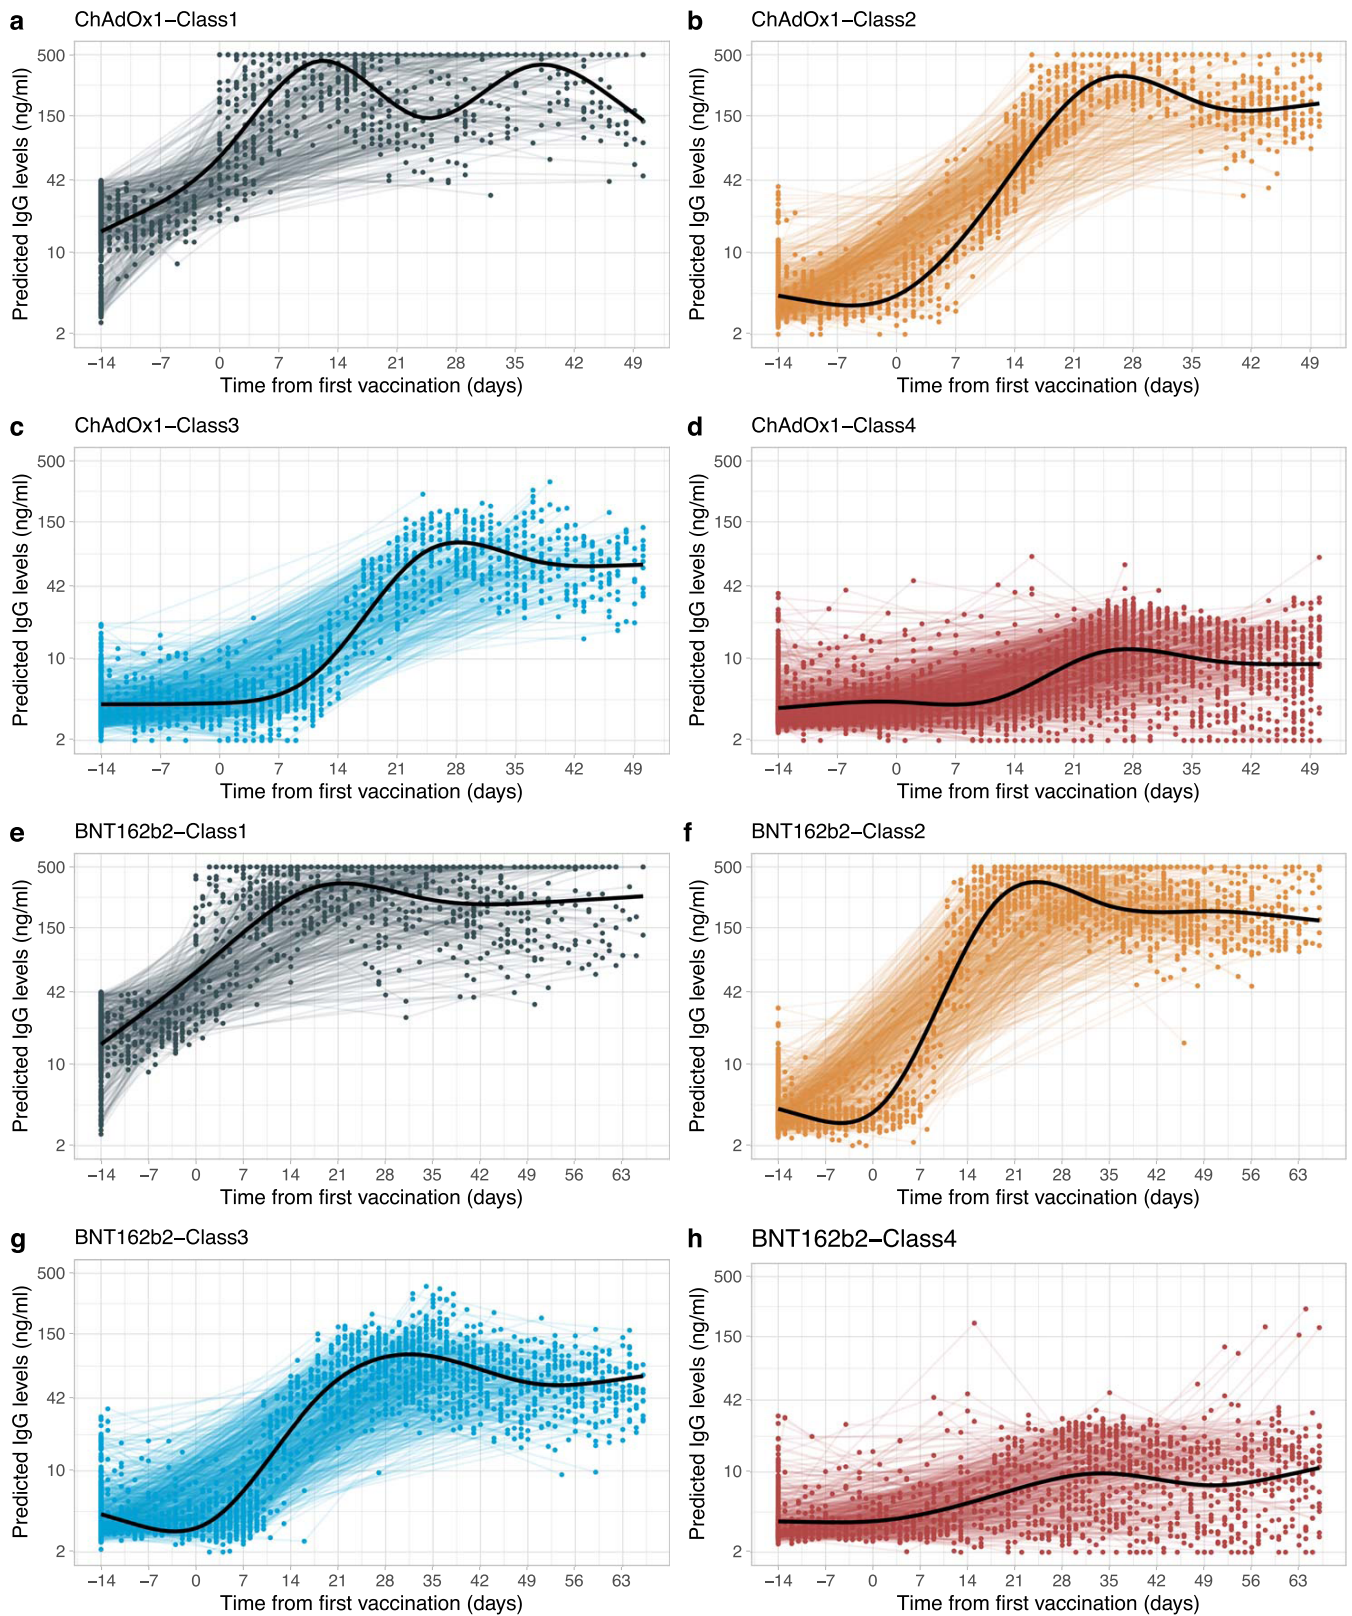 a ChAdOx1–Class1
Predicted IgG levels (ng/ml)
500
150
42
10
2
−14 −7 0 7 14 21 28 35 42 49
Time from first vaccination (days)
b ChAdOx1–Class2
Predicted IgG levels (ng/ml)
500
150
42
10
2
−14 −7 0 7 14 21 28 35 42 49
Time from first vaccination (days)
c ChAdOx1–Class3
Predicted IgG levels (ng/ml)
500
150
42
10
2
−14 −7 0 7 14 21 28 35 42 49
Time from first vaccination (days)
d ChAdOx1–Class4
Predicted IgG levels (ng/ml)
500
150
42
10
2
−14 −7 0 7 14 21 28 35 42 49
Time from first vaccination (days)
e BNT162b2–Class1
Predicted IgG levels (ng/ml)
500
150
42
10
2
−14 −7 0 7 14 21 28 35 42 49 56 63
Time from first vaccination (days)
f BNT162b2–Class2
Predicted IgG levels (ng/ml)
500
150
42
10
2
−14 −7 0 7 14 21 28 35 42 49 56 63
Time from first vaccination (days)
g BNT162b2–Class3
Predicted IgG levels (ng/ml)
500
150
42
10
2
−14 −7 0 7 14 21 28 35 42 49 56 63
Time from first vaccination (days)
h BNT162b2–Class4
Predicted IgG levels (ng/ml)
500
150
42
10
2
−14 −7 0 7 14 21 28 35 42 49 56 63
Time from first vaccination (days)